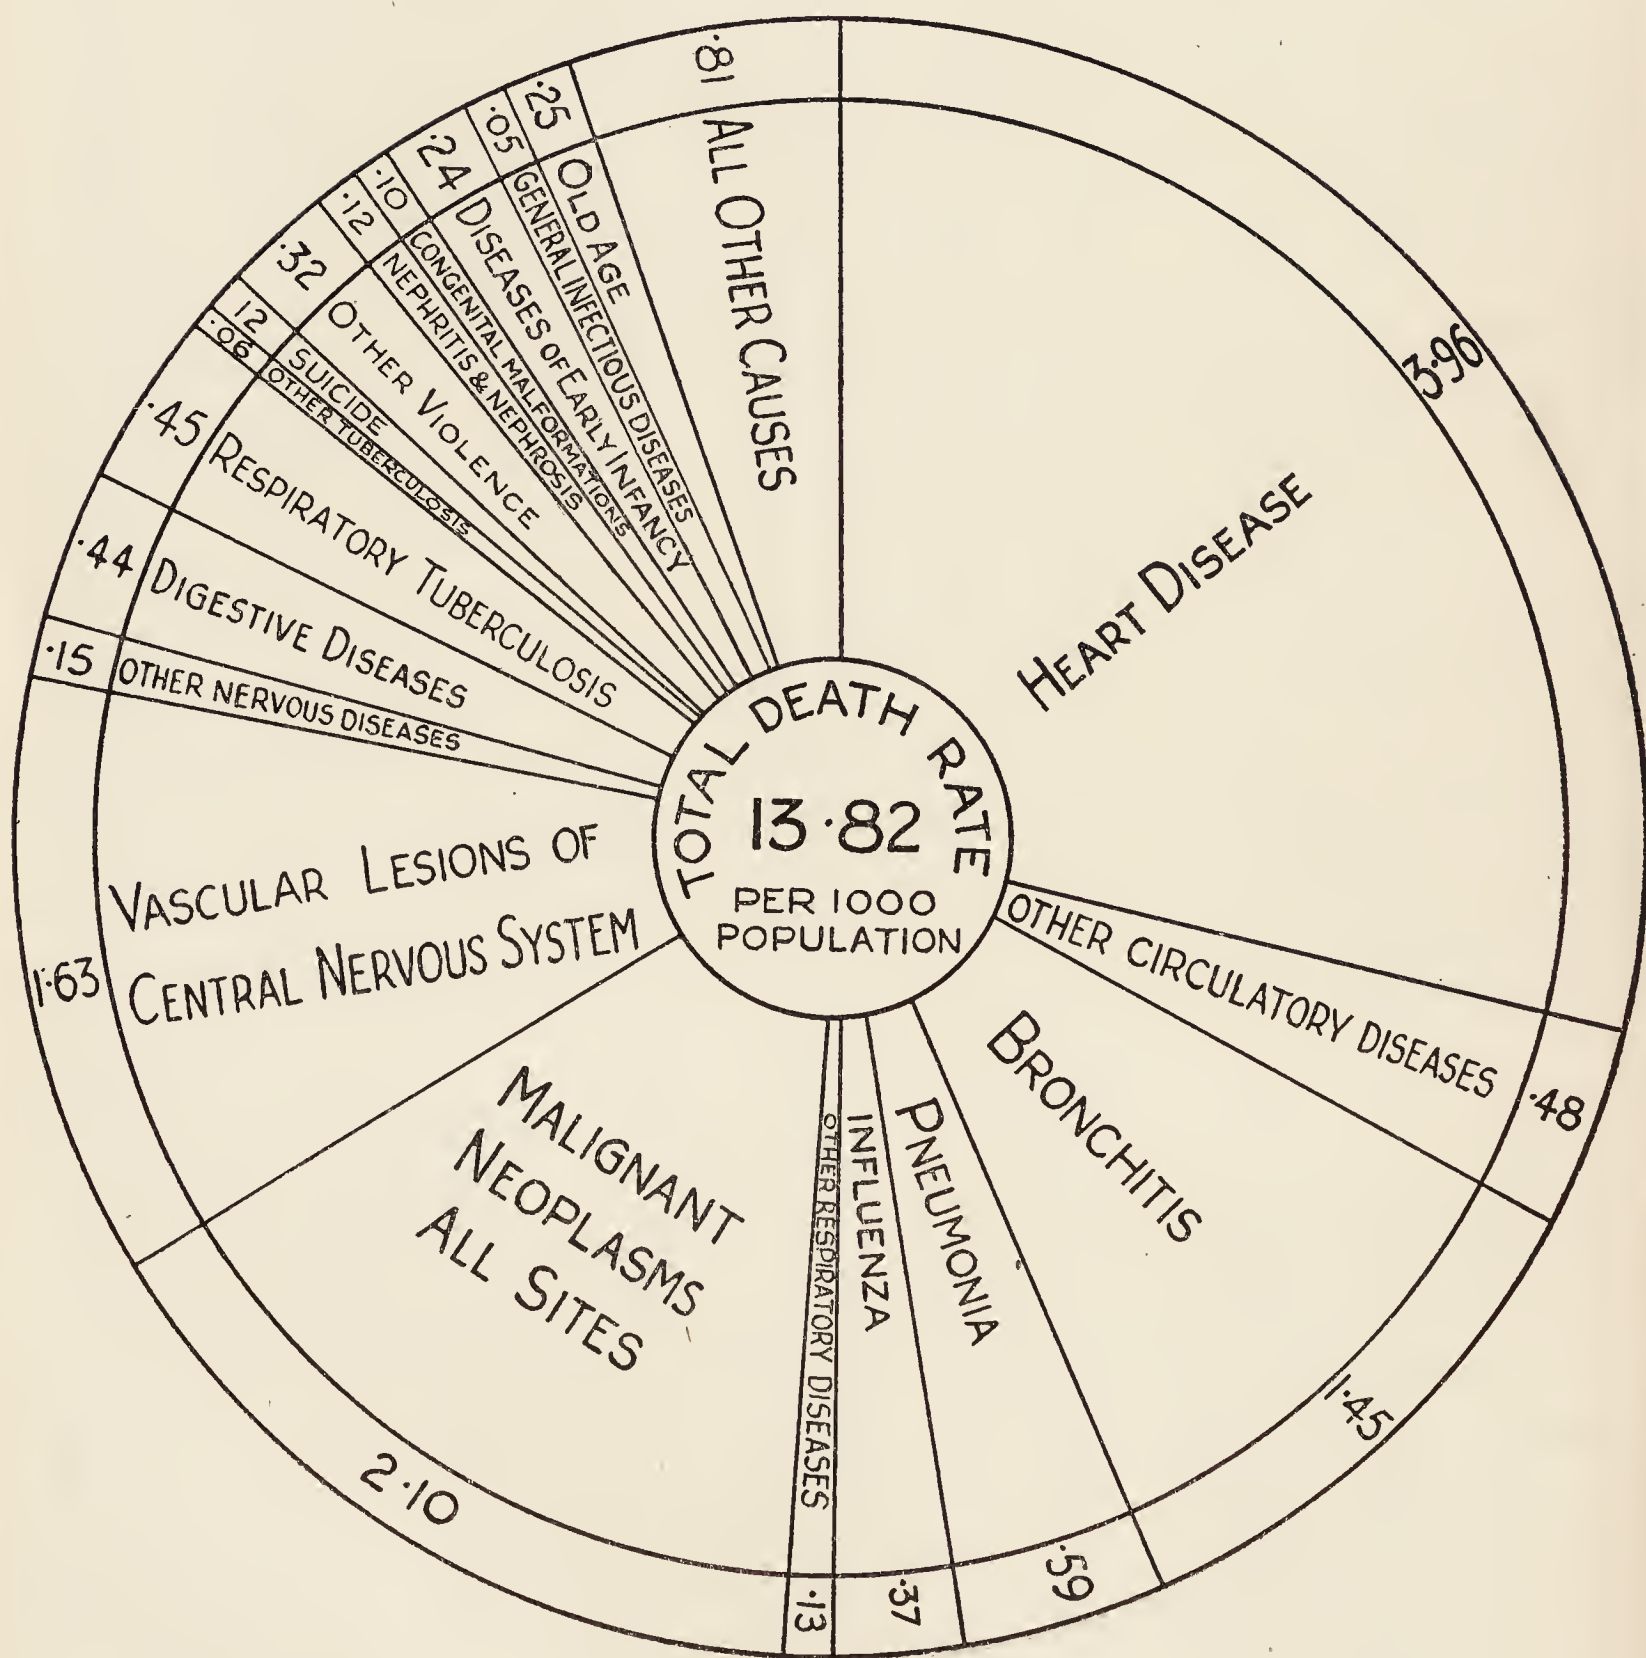 TOTAL DEATH RATE
13·82
PER 1000
POPULATION
3·96
HEART DISEASE
OTHER CIRCULATORY DISEASES
·48
BRONCHITIS
1·45
PNEUMONIA
·59
INFLUENZA
·37
OTHER RESPIRATORY DISEASES
·13
MALIGNANT
NEOPLASMS
ALL SITES
2·10
VASCULAR LESIONS OF
CENTRAL NERVOUS SYSTEM
1·63
OTHER NERVOUS DISEASES
·15
DIGESTIVE DISEASES
·44
RESPIRATORY TUBERCULOSIS
·45
OTHER TUBERCULOSIS
·06
SUICIDE
12
OTHER VIOLENCE
·32
NEPHRITIS & NEPHROSIS
·12
CONGENITAL MALFORMATIONS
·10
DISEASES OF EARLY INFANCY
·24
GENERAL INFECTIOUS DISEASES
·05
OLD AGE
·25
ALL OTHER CAUSES
·81